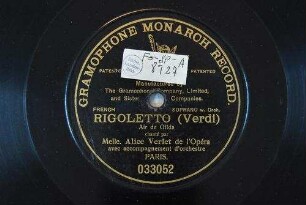 GRAMOPHONE MONARCH RECORD.
PATENTED
PATENTED
Manufactured
The Gramophone Company, Limited,
and Sister Companies.
FRENCH
SOPRANO w. Orch.
RIGOLETTO (Verdi)
Air de Gilda
chanté par
Melle. Alice Verlet de l'Opéra
avec accompagnement d'orchestre
PARIS.
033052